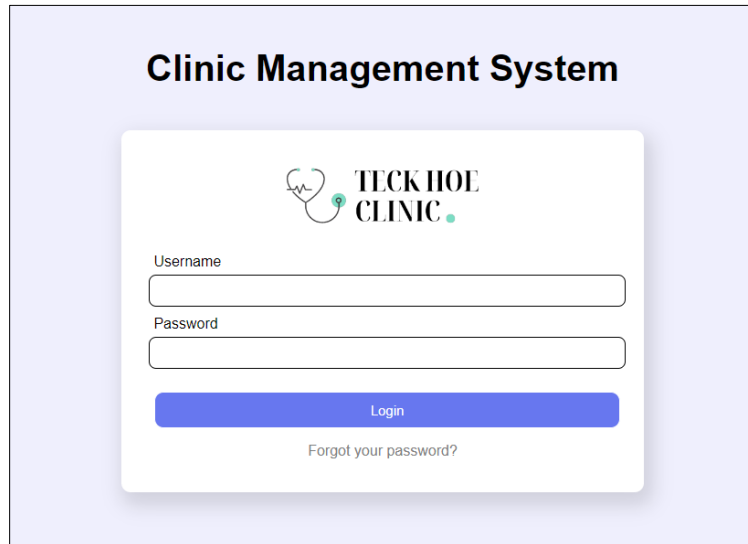 Clinic Management System
TECK HOE
CLINIC
Username
Password
Login
Forgot your password?